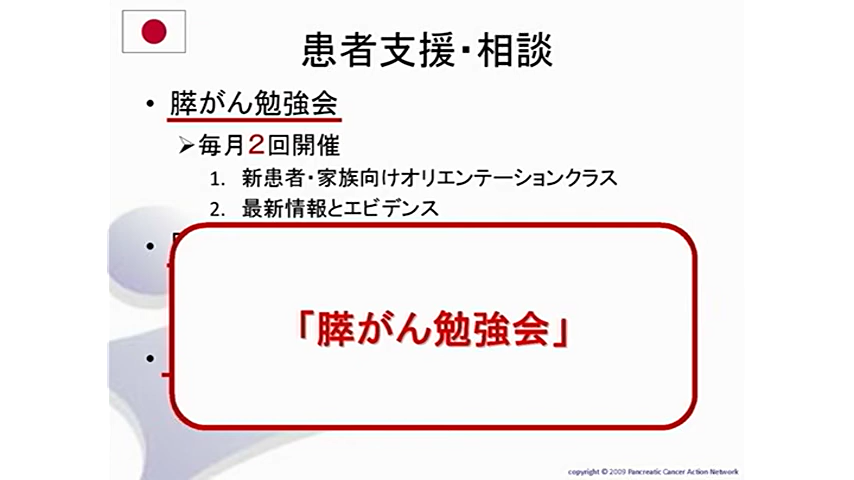 患者支援・相談
• 膵がん勉強会
➢毎月2回開催
1. 新患者・家族向けオリエンテーションクラス
2. 最新情報とエビデンス
「膵がん勉強会」
copyright © 2009 Pancreatic Cancer Action Network